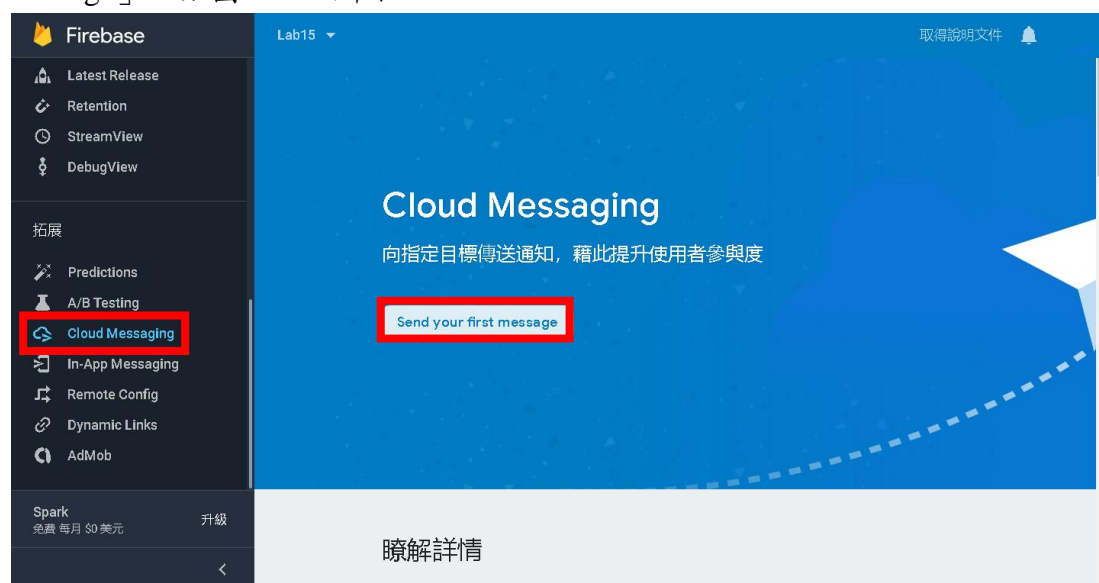 Firebase
Lab15
取得說明文件
Latest Release
Retention
StreamView
DebugView
拓展
Predictions
A/B Testing
Cloud Messaging
In-App Messaging
Remote Config
Dynamic Links
AdMob
Spark
免費 每月 $0 美元
升級
Cloud Messaging
向指定目標傳送通知，藉此提升使用者參與度
Send your first message
瞭解詳情